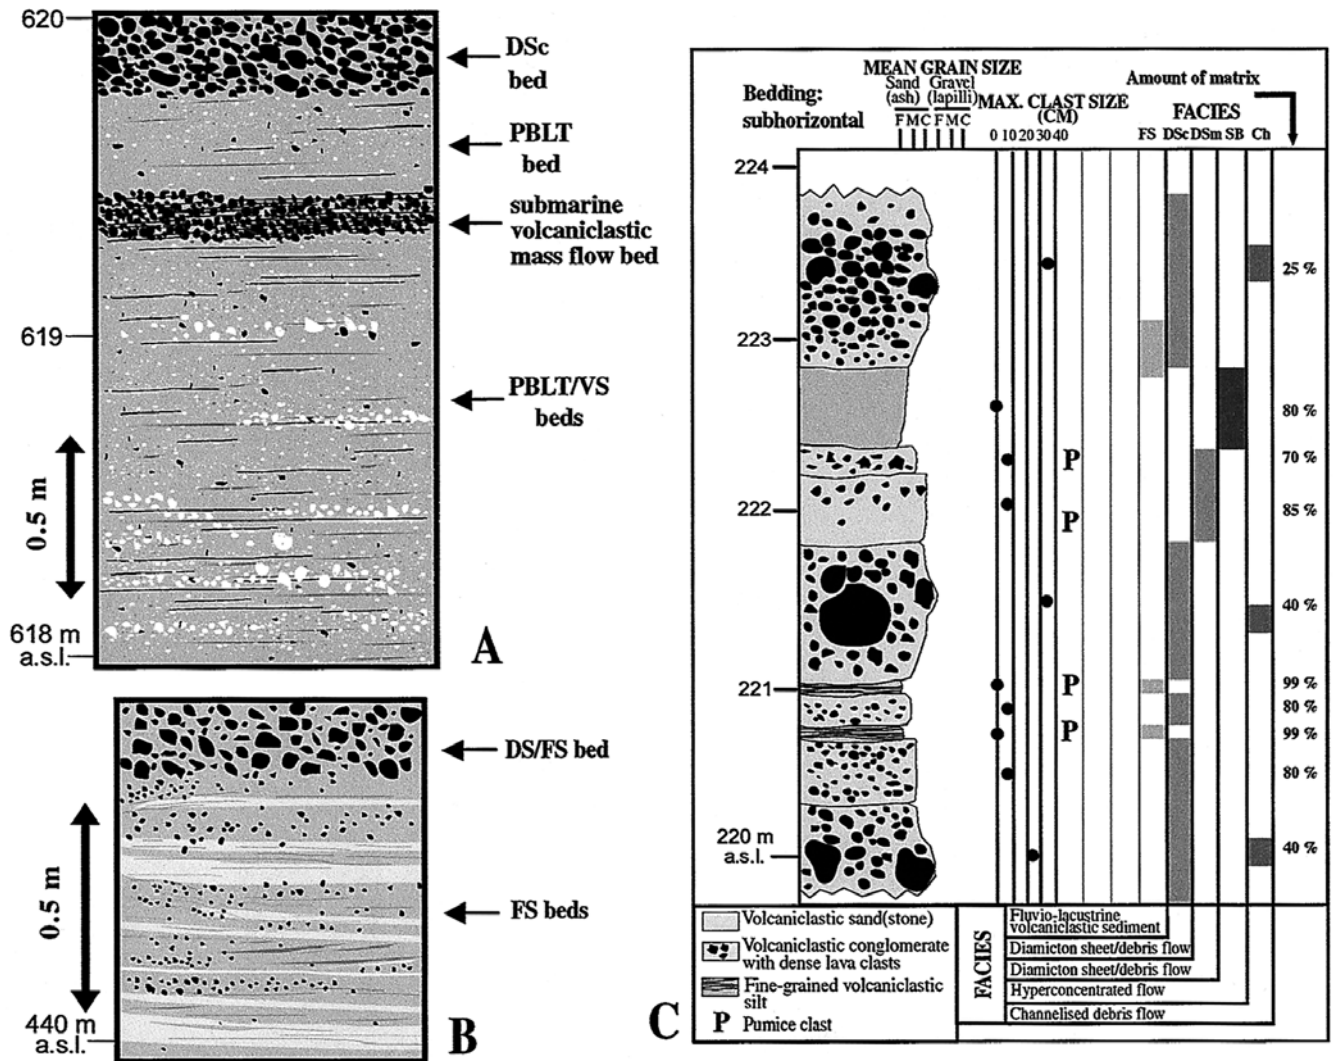 620
DSc
bed
PBLT
bed
submarine
volcaniclastic
mass flow bed
619
PBLT/VS
beds
0.5 m
618 m
a.s.l.
A
DS/FS bed
0.5 m
FS beds
440 m
a.s.l.
B
MEAN GRAIN SIZE
Sand
(ash)
Gravel
(lapilli)
Bedding:
subhorizontal
F M C F M C
MAX. CLAST SIZE
(CM)
0 10 20 30 40
Amount of matrix
FACIES
FS DSc DSm SB Ch
224
25 %
223
80 %
P
70 %
222
P
85 %
40 %
221
P
99 %
80 %
P
99 %
80 %
220 m
a.s.l.
40 %
Volcaniclastic sand(stone)
Volcaniclastic conglomerate
with dense lava clasts
Fine-grained volcaniclastic
silt
P Pumice clast
C
FACIES
Fluvio-lacustrine
volcaniclastic sediment
Diamicton sheet/debris flow
Diamicton sheet/debris flow
Hyperconcentrated flow
Channelised debris flow